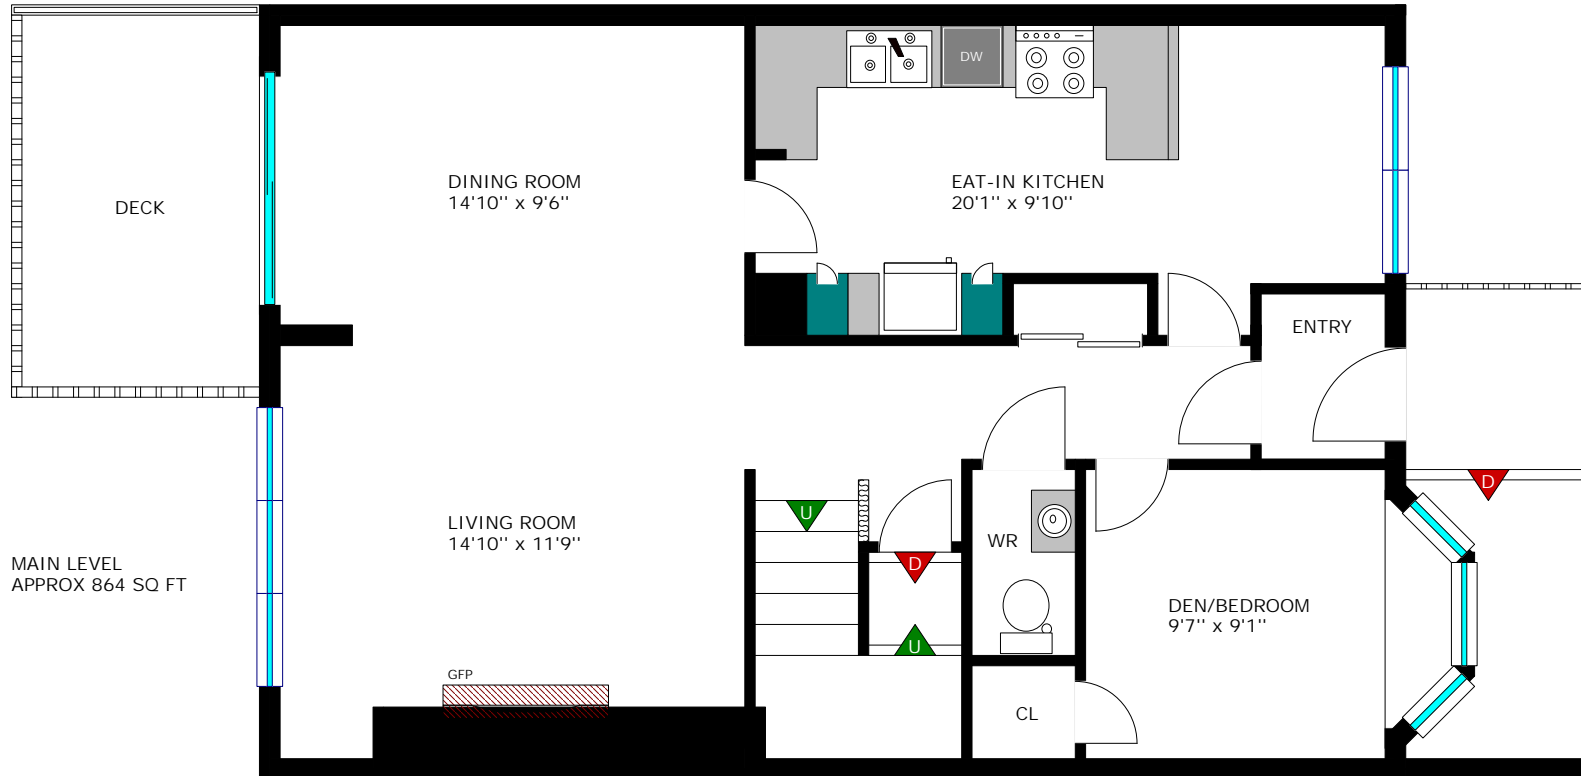 DW
DECK
DINING ROOM
14'10'' x 9'6''
EAT-IN KITCHEN
20'1'' x 9'10''
ENTRY
D
U
LIVING ROOM
14'10'' x 11'9''
WR
MAIN LEVEL
APPROX 864 SQ FT
D
DEN/BEDROOM
9'7'' x 9'1''
U
GFP
CL